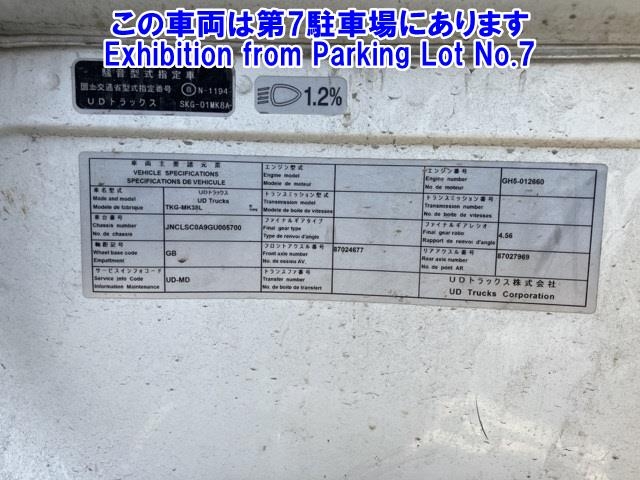 この車両は第7駐車場にあります
Exhibition from Parking Lot No.7
騒音型式指定車
国土交通省型式指定番号 N-1194
UDトラックス SKG-01MK8A
1.2%
車両主要諸元部
VEHICLE SPECIFICATIONS
SPECIFICATIONS DE VEHICULE
車名型式 UDトラックス
Made and model UD Trucks
Modele de fabrique TKG-MK38L
車台番号
Chassis number JNCLSC0A9GU005700
No de chassis
軸距記号
Wheel base code GB
Empattment
サービスインフォコード
Service info Code UD-MD
Information Maintenance
エンジン型式
Engine model
Modele de moteur
トランスミッション型式
Transmission model
Modele de boite de vitesses
ファイナルギアタイプ
Final gear type
Type de renvoi d'angle
フロントアクスル番号 87024677
Front axle number
No. de essieu AV.
トランスファ番号
Transfer number
No. de boite de transfert
エンジン番号
Engine number GH5-012660
No de moteur
トランスミッション番号
Transmission number
No. de boite de vitesses
ファイナルギアレシオ
Final gear ratio 4.56
Rapport de renvoi d'angle
リアアクスル番号
Rear axle number 87027969
No. de point AR.
UDトラックス株式会社
UD Trucks Corporation